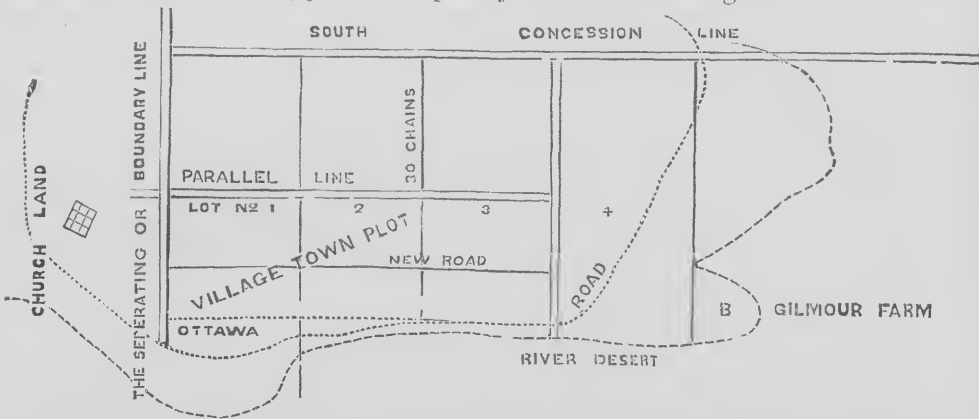 SOUTH CONCESSION LINE
THE SEPERATING OR BOUNDARY LINE
CHURCH LAND
30 CHAINS
PARALLEL LINE
LOT Nº 1 2 3 4
VILLAGE TOWN PLOT
NEW ROAD
ROAD
B GILMOUR FARM
OTTAWA
RIVER DESERT